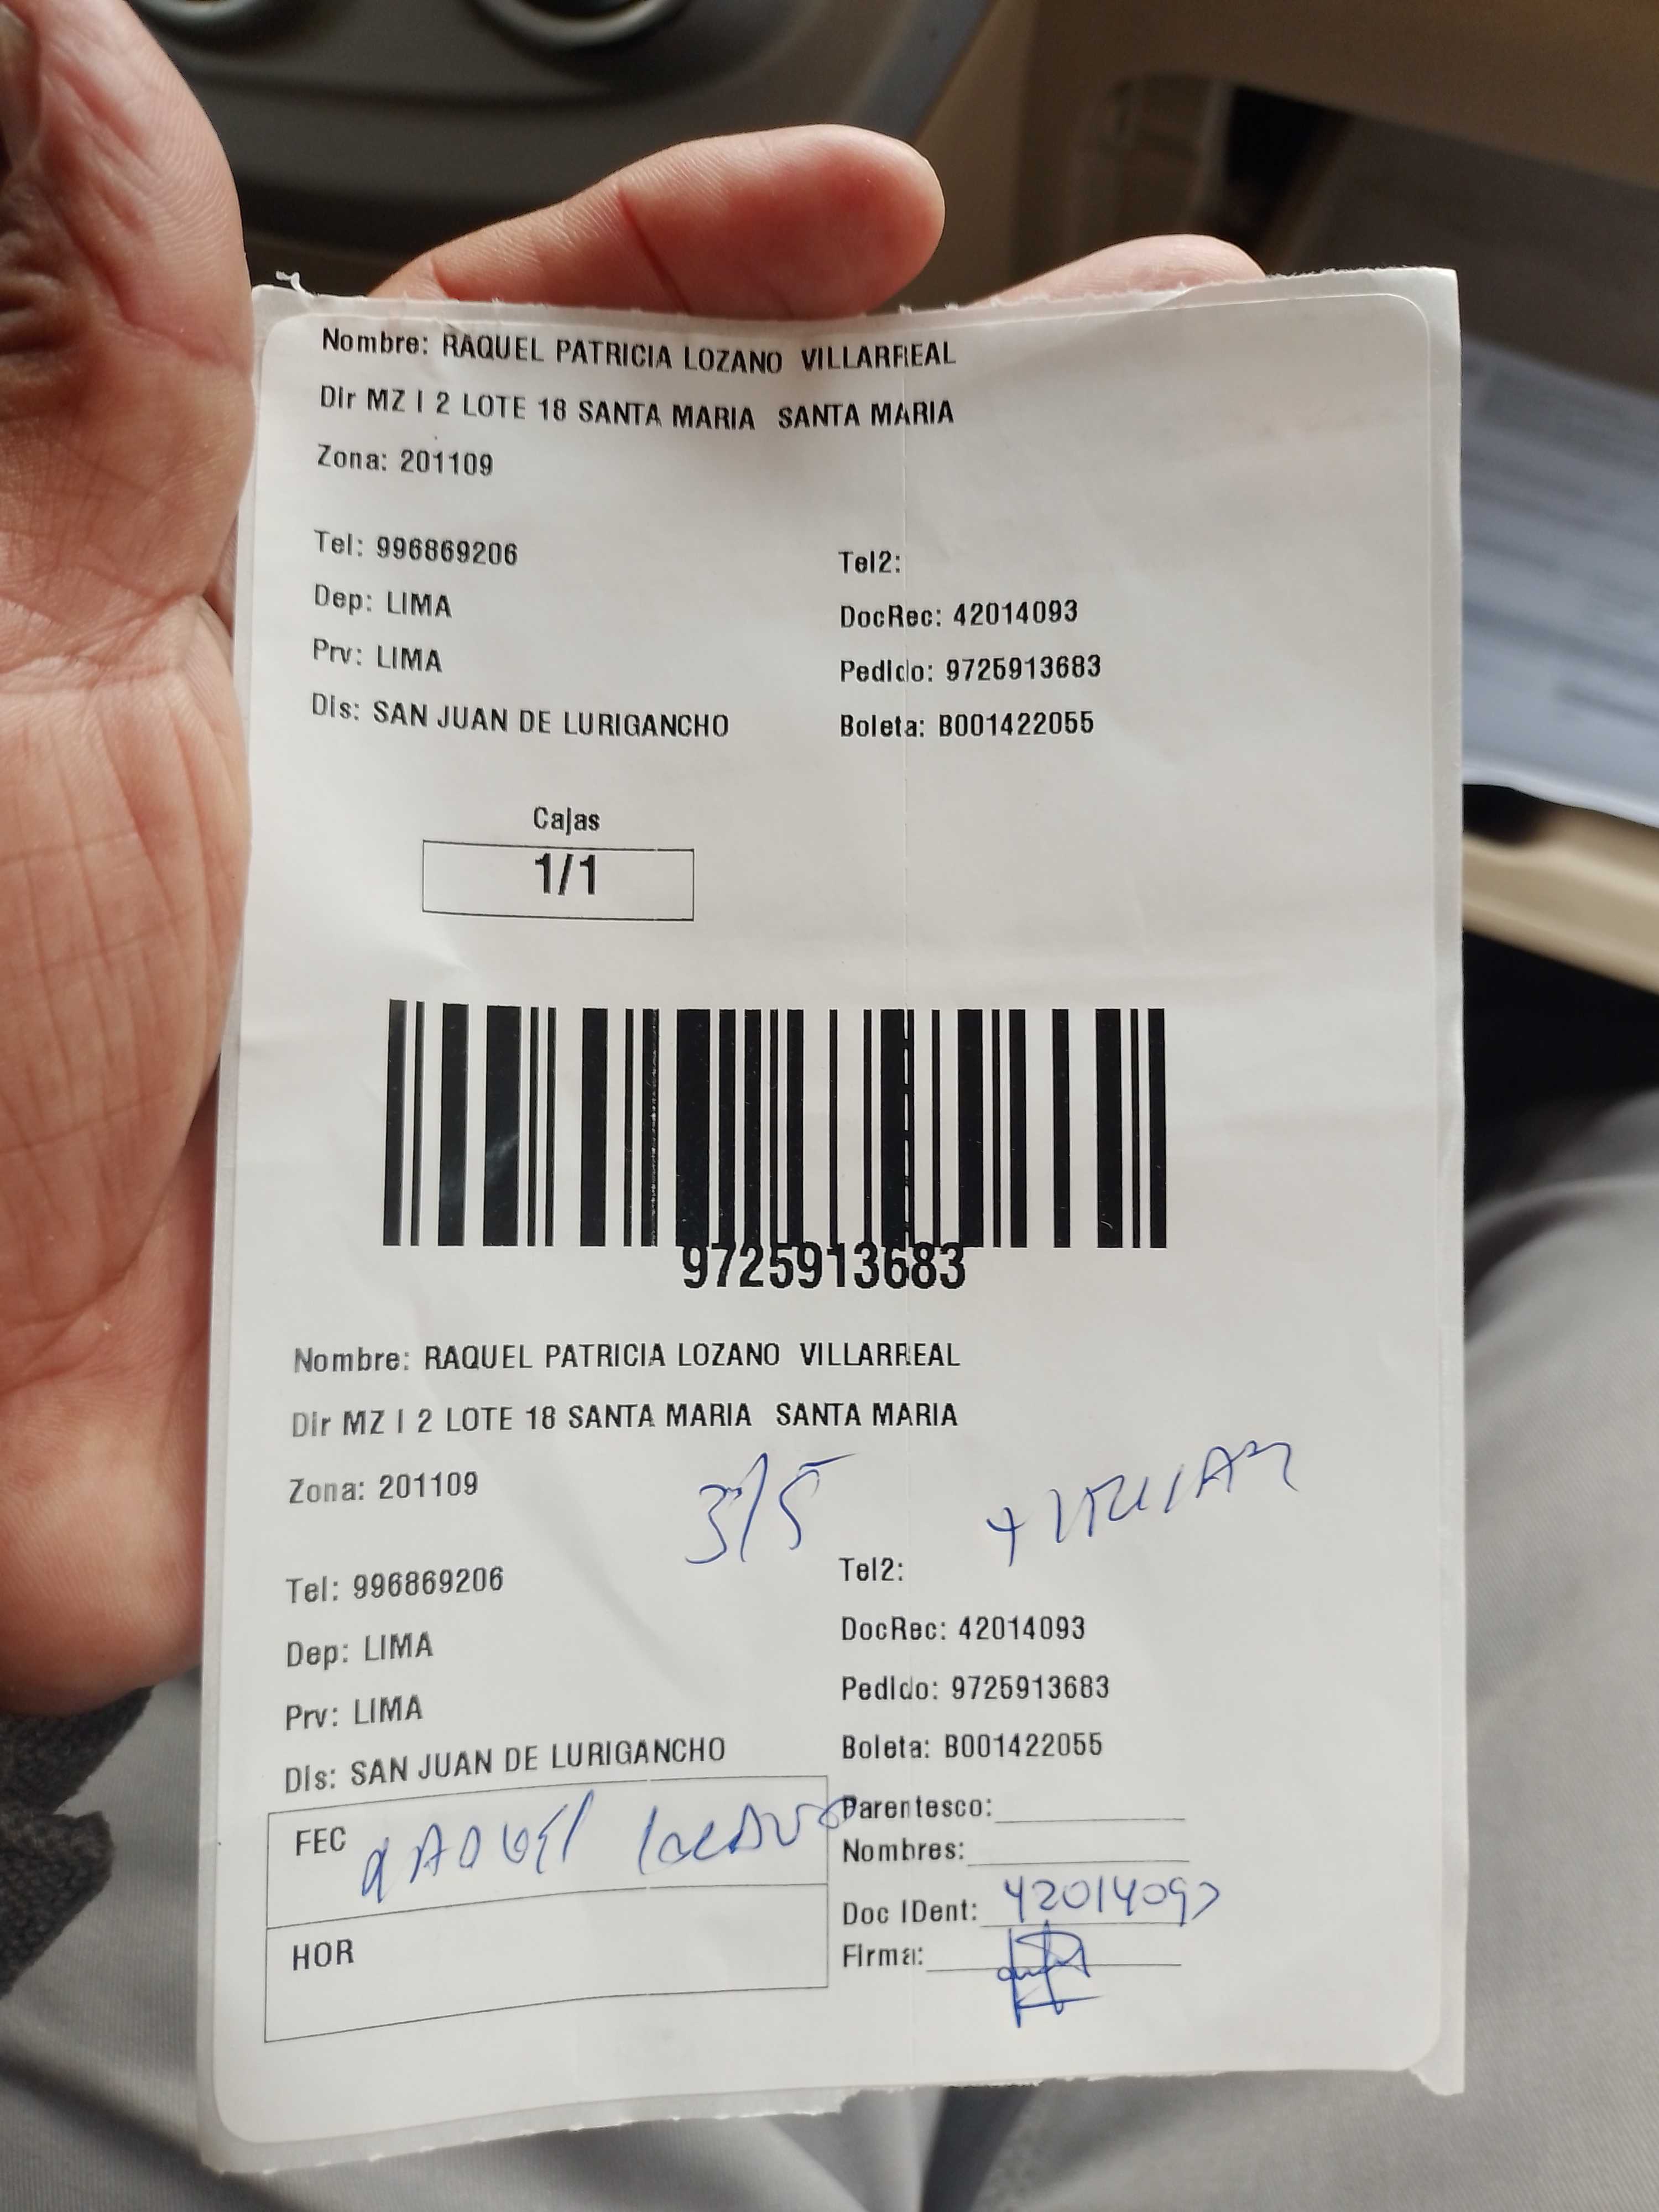 Nombre: RAQUEL PATRICIA LOZANO VILLARREAL
Dir MZ I 2 LOTE 18 SANTA MARIA SANTA MARIA
Zona: 201109
Tel: 996869206 Tel2:
Dep: LIMA DocRec: 42014093
Prv: LIMA Pedido: 9725913683
Dis: SAN JUAN DE LURIGANCHO Boleta: B001422055
Cajas
1/1
9725913683
Nombre: RAQUEL PATRICIA LOZANO VILLARREAL
Dir MZ I 2 LOTE 18 SANTA MARIA SANTA MARIA
Zona: 201109 3/5
Tel: 996869206 Tel2:
Dep: LIMA DocRec: 42014093
Prv: LIMA Pedido: 9725913683
Dis: SAN JUAN DE LURIGANCHO Boleta: B001422055
Parentesco:
FEC RAQUEL Nombres:
Doc IDent: 42014093
HOR Firma: